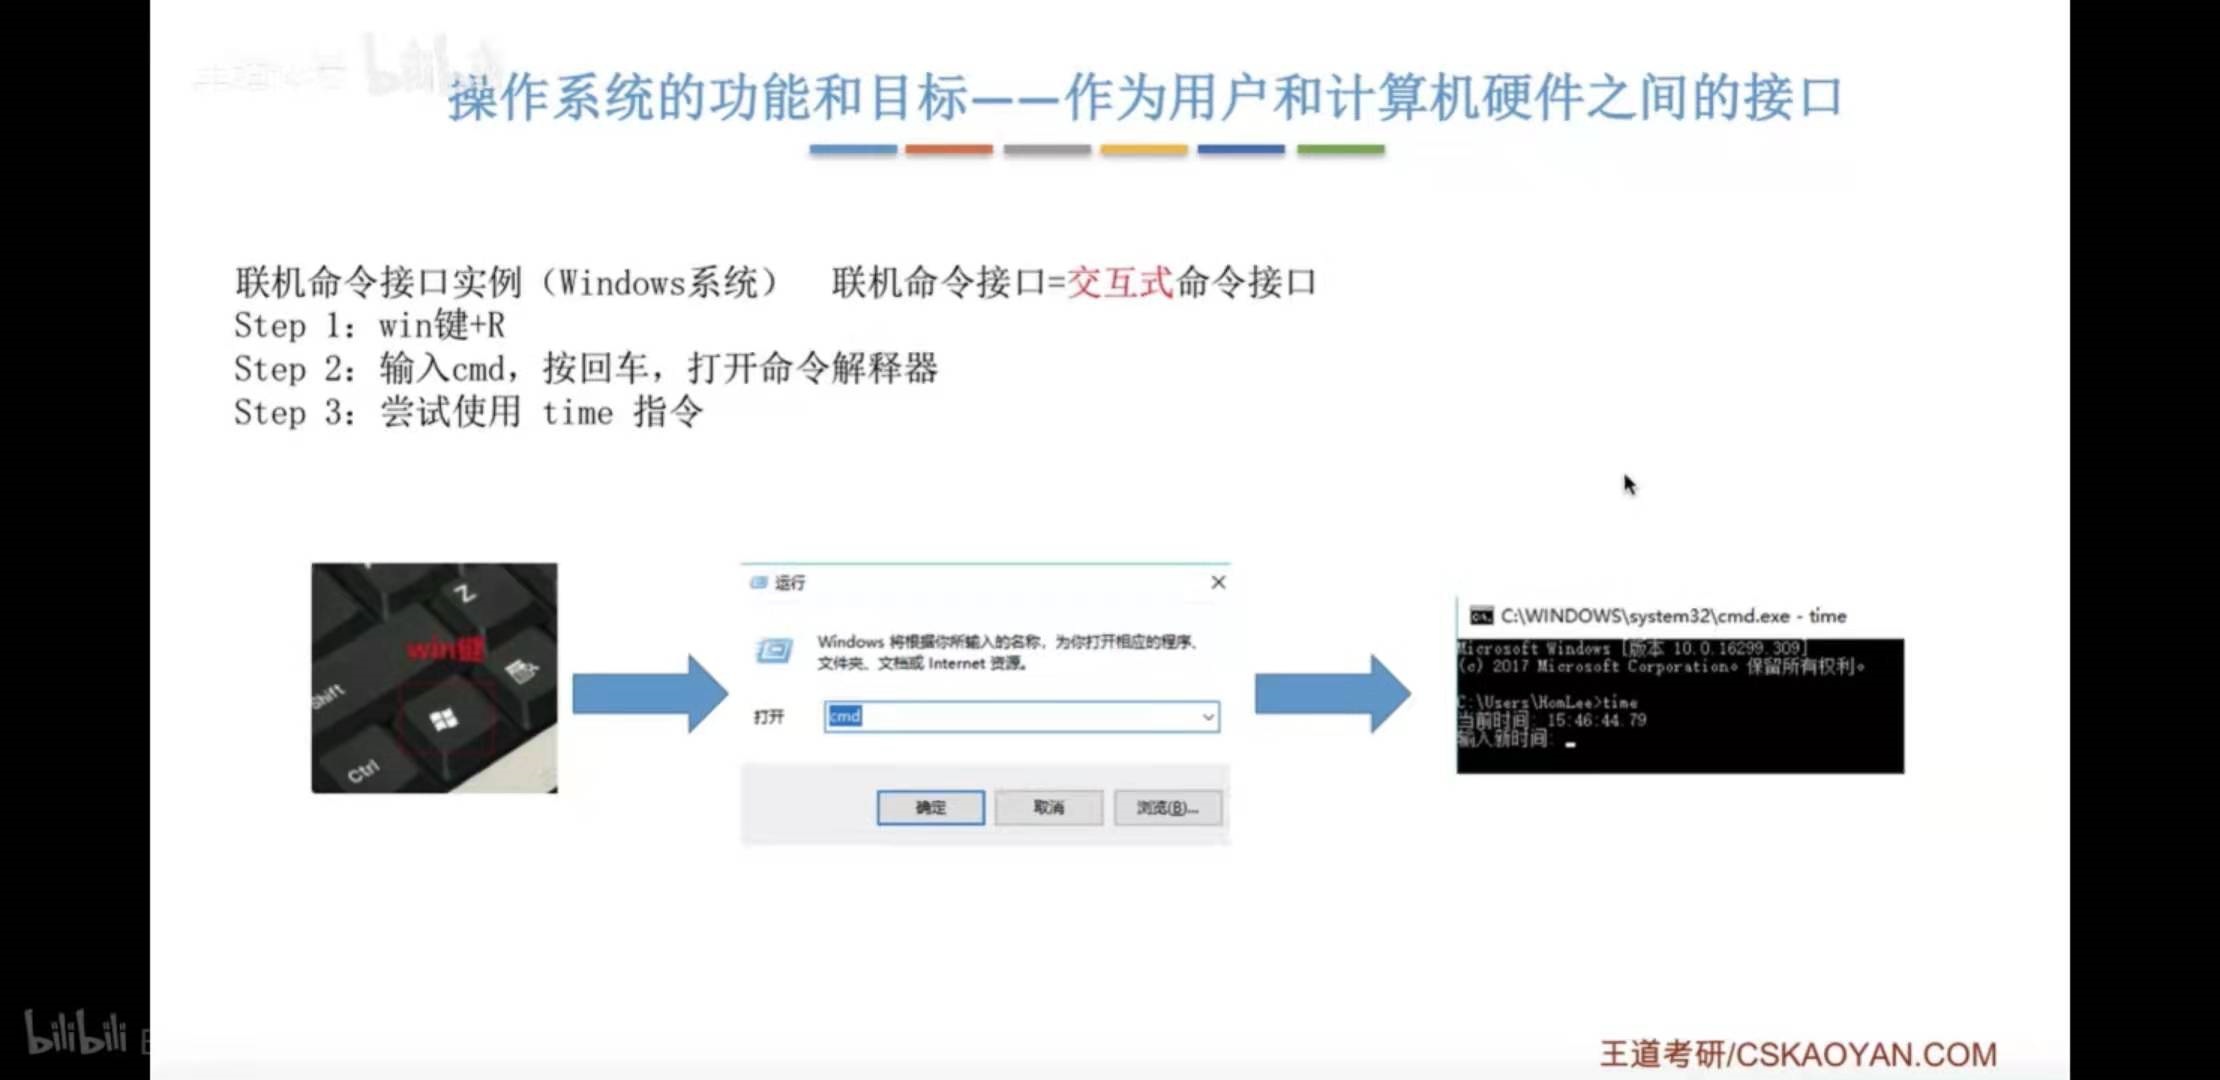 操作系统的功能和目标——作为用户和计算机硬件之间的接口
联机命令接口实例（Windows系统） 联机命令接口=交互式命令接口
Step 1：win键+R
Step 2：输入cmd，按回车，打开命令解释器
Step 3：尝试使用 time 指令
Z
win键
Shift
Ctrl
运行
Windows 将根据你所输入的名称，为你打开相应的程序、
文件夹、文档或 Internet 资源。
打开
cmd
确定 取消 浏览(B)...
C:\WINDOWS\system32\cmd.exe - time
Microsoft Windows [版本 10.0.16299.309]
(c) 2017 Microsoft Corporation。保留所有权利。
C:\Users\HomLee>time
当前时间: 15:46:44.79
输入新时间:
bilibili
王道考研/CSKAOYAN.COM